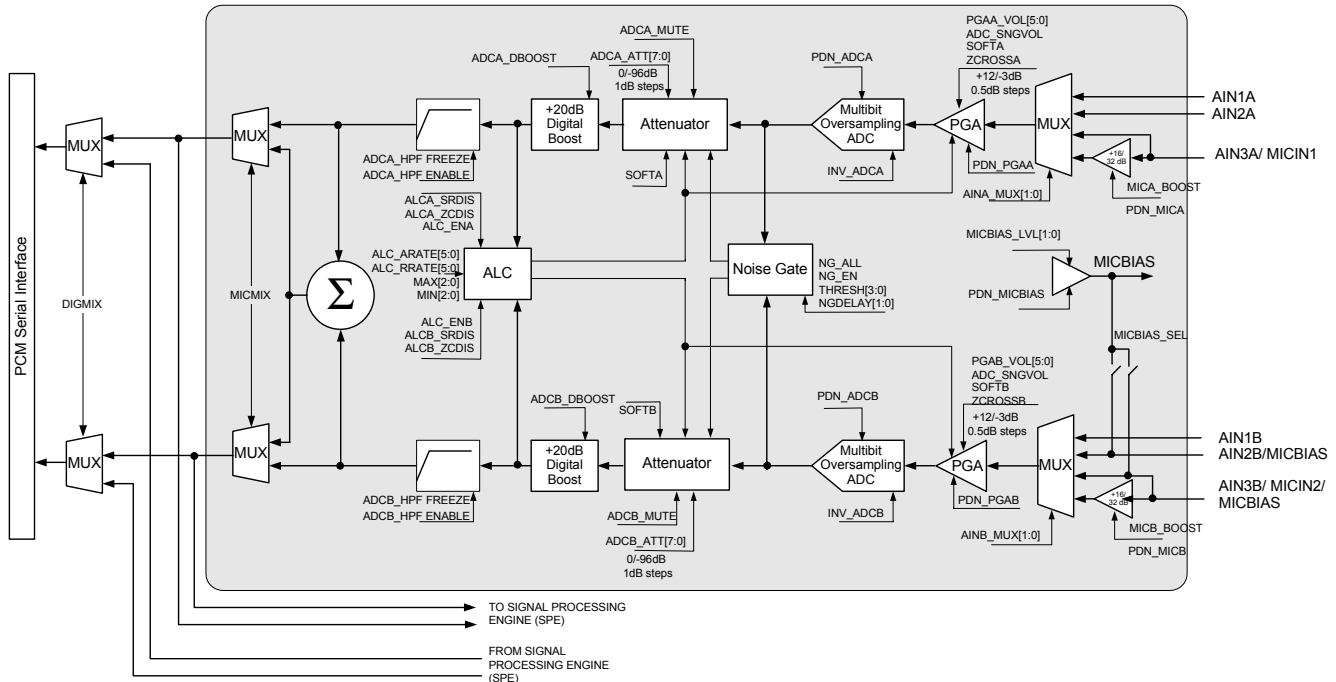 PCM Serial Interface
MUX
MUX
DIGMIX
MUX
MUX
MICMIX
Σ
ADCA_HPF FREEZE
ADCA_HPF ENABLE
ADCB_HPF FREEZE
ADCB_HPF ENABLE
ALCA_SRDIS
ALCA_ZCDIS
ALC_ENA
ALC_ARATE[5:0]
ALC_RRATE[5:0]
MAX[2:0]
MIN[2:0]
ALC
ALC_ENB
ALCB_SRDIS
ALCB_ZCDIS
ADCA_DBOOST
+20dB
Digital
Boost
ADCB_DBOOST
+20dB
Digital
Boost
ADCA_MUTE
ADCA_ATT[7:0]
0/-96dB
1dB steps
Attenuator
SOFTA
SOFTB
Attenuator
ADCB_MUTE
ADCB_ATT[7:0]
0/-96dB
1dB steps
Noise Gate
NG_ALL
NG_EN
THRESH[3:0]
NGDELAY[1:0]
PDN_ADCA
Multibit
Oversampling
ADC
INV_ADCA
PDN_ADCB
Multibit
Oversampling
ADC
INV_ADCB
PGAA_VOL[5:0]
ADC_SNGVOL
SOFTA
ZCROSSA
+12/-3dB
0.5dB steps
PGA
PDN_PGAA
PGAB_VOL[5:0]
ADC_SNGVOL
SOFTB
ZCROSSB
+12/-3dB
0.5dB steps
PGA
PDN_PGAB
MUX
AINA_MUX[1:0]
+16/
32 dB
MICA_BOOST
PDN_MICA
MICBIAS_LVL[1:0]
MICBIAS
PDN_MICBIAS
MICBIAS_SEL
MUX
AINB_MUX[1:0]
+16/
32 dB
MICB_BOOST
PDN_MICB
AIN1A
AIN2A
AIN3A/ MICIN1
AIN1B
AIN2B/MICBIAS
AIN3B/ MICIN2/
MICBIAS
TO SIGNAL PROCESSING
ENGINE (SPE)
FROM SIGNAL
PROCESSING ENGINE
(SPE)